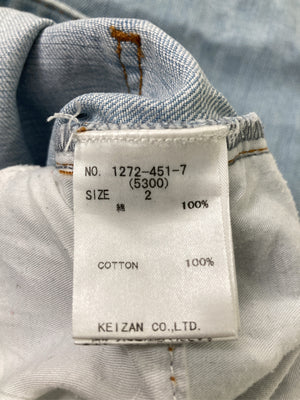 NO. 1272-451-7
(5300)
SIZE 2
綿 100%
COTTON 100%
KEIZAN CO.,LTD.